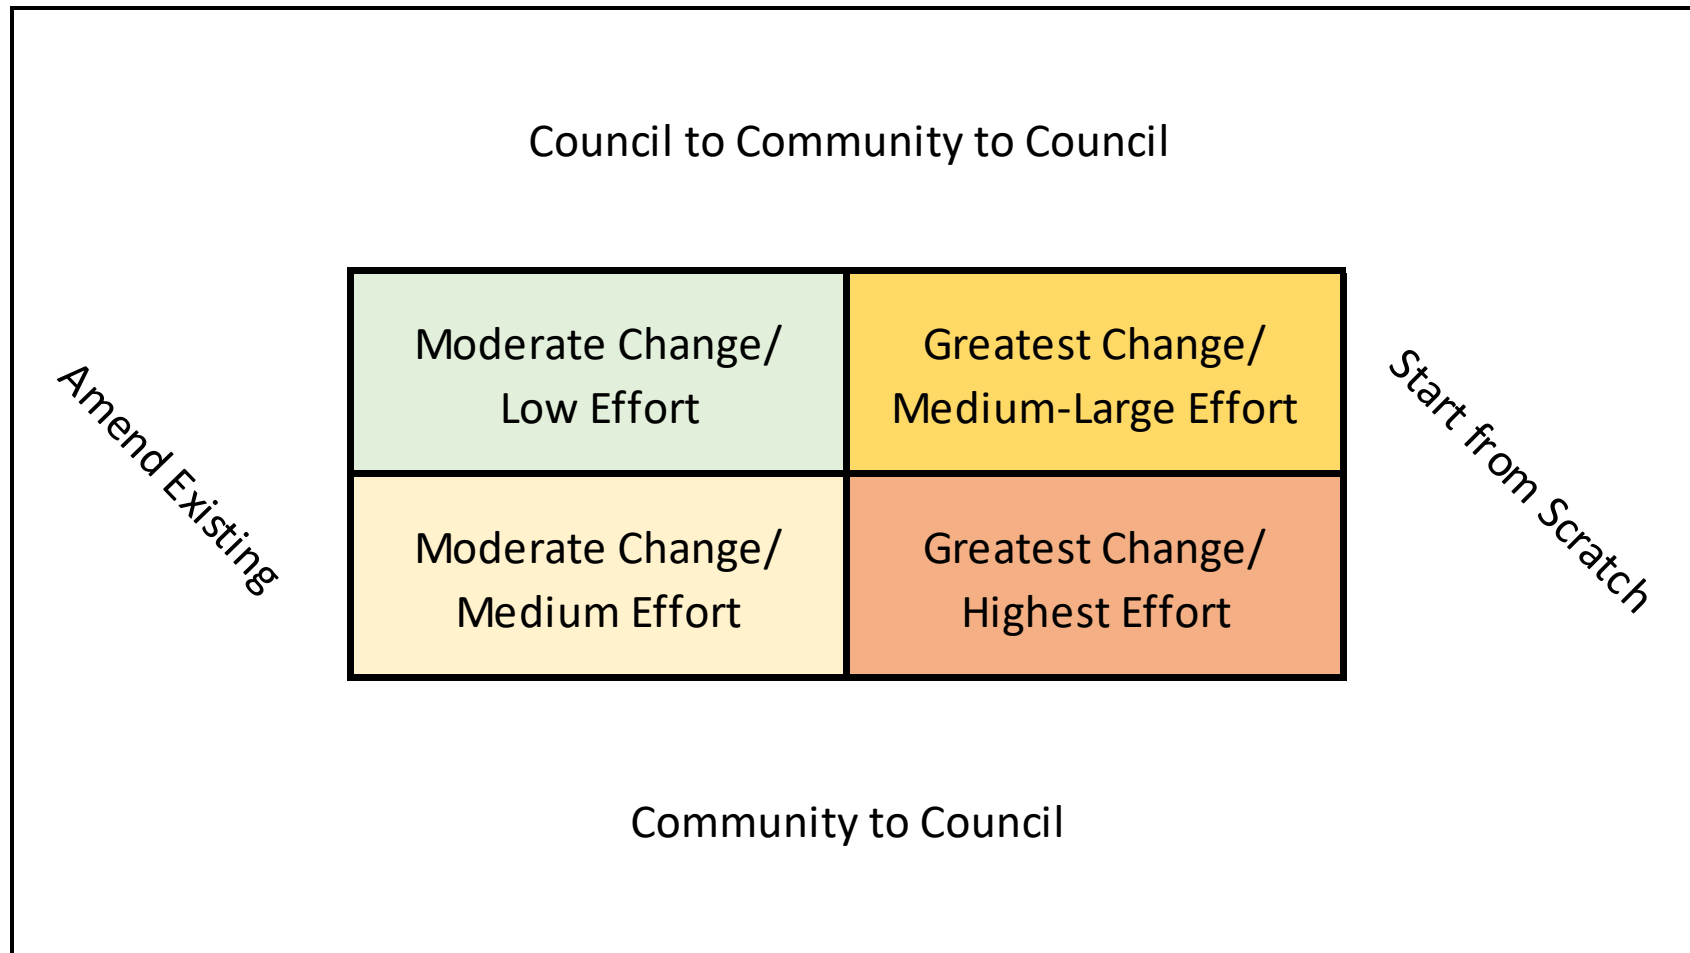 Council to Community to Council
Moderate Change/
Low Effort
Greatest Change/
Medium-Large Effort
Amend Existing
Start from Scratch
Moderate Change/
Medium Effort
Greatest Change/
Highest Effort
Community to Council